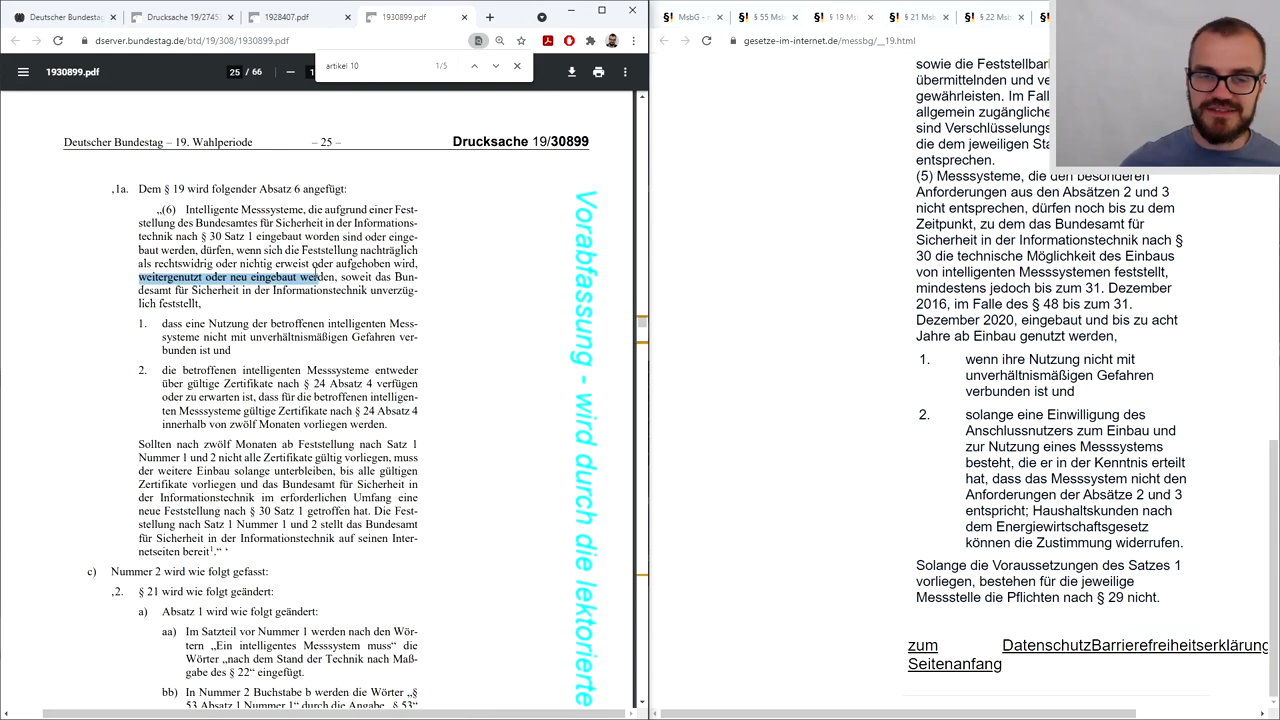 Deutscher Bundestag
Drucksache 19/2745
1928407.pdf
1930899.pdf
dserver.bundestag.de/btd/19/308/1930899.pdf
artikel 10
1/5
1930899.pdf
25 / 66
Deutscher Bundestag – 19. Wahlperiode
– 25 –
Drucksache 19/30899
‚1a. Dem § 19 wird folgender Absatz 6 angefügt:
„(6) Intelligente Messsysteme, die aufgrund einer Fest-
stellung des Bundesamtes für Sicherheit in der Informations-
technik nach § 30 Satz 1 eingebaut worden sind oder einge-
baut werden, dürfen, wenn sich die Feststellung nachträglich
als rechtswidrig oder nichtig erweist oder aufgehoben wird,
weitergenutzt oder neu eingebaut werden, soweit das Bun-
desamt für Sicherheit in der Informationstechnik unverzüg-
lich feststellt,
1. dass eine Nutzung der betroffenen intelligenten Mess-
systeme nicht mit unverhältnismäßigen Gefahren ver-
bunden ist und
2. die betroffenen intelligenten Messsysteme entweder
über gültige Zertifikate nach § 24 Absatz 4 verfügen
oder zu erwarten ist, dass für die betroffenen intelligen-
ten Messsysteme gültige Zertifikate nach § 24 Absatz 4
innerhalb von zwölf Monaten vorliegen werden.
Sollten nach zwölf Monaten ab Feststellung nach Satz 1
Nummer 1 und 2 nicht alle Zertifikate gültig vorliegen, muss
der weitere Einbau solange unterbleiben, bis alle gültigen
Zertifikate vorliegen und das Bundesamt für Sicherheit in
der Informationstechnik im erforderlichen Umfang eine
neue Feststellung nach § 30 Satz 1 getroffen hat. Die Fest-
stellung nach Satz 1 Nummer 1 und 2 stellt das Bundesamt
für Sicherheit in der Informationstechnik auf seinen Inter-
netseiten bereit¹.“ ‘
c) Nummer 2 wird wie folgt gefasst:
‚2. § 21 wird wie folgt geändert:
a) Absatz 1 wird wie folgt geändert:
aa) Im Satzteil vor Nummer 1 werden nach den Wör-
tern „Ein intelligentes Messsystem muss“ die
Wörter „nach dem Stand der Technik nach Maß-
gabe des § 22“ eingefügt.
bb) In Nummer 2 Buchstabe b werden die Wörter „§
53 Absatz 1 Nummer 1“ durch die Angabe „§ 53“
Vorabfassung - wird durch die lektorierte
MsbG - n
§ 55 Msb
§ 19 Msb
§ 21 Msb
§ 22 Msb
gesetze-im-internet.de/messbg/__19.html
sowie die Feststellbar
übermittelnden und ve
gewährleisten. Im Fall
allgemein zugängliche
sind Verschlüsselungs
die dem jeweiligen Sta
entsprechen.
(5) Messsysteme, die den besonderen
Anforderungen aus den Absätzen 2 und 3
nicht entsprechen, dürfen noch bis zu dem
Zeitpunkt, zu dem das Bundesamt für
Sicherheit in der Informationstechnik nach §
30 die technische Möglichkeit des Einbaus
von intelligenten Messsystemen feststellt,
mindestens jedoch bis zum 31. Dezember
2016, im Falle des § 48 bis zum 31.
Dezember 2020, eingebaut und bis zu acht
Jahre ab Einbau genutzt werden,
1. wenn ihre Nutzung nicht mit
unverhältnismäßigen Gefahren
verbunden ist und
2. solange eine Einwilligung des
Anschlussnutzers zum Einbau und
zur Nutzung eines Messsystems
besteht, die er in der Kenntnis erteilt
hat, dass das Messsystem nicht den
Anforderungen der Absätze 2 und 3
entspricht; Haushaltskunden nach
dem Energiewirtschaftsgesetz
können die Zustimmung widerrufen.
Solange die Voraussetzungen des Satzes 1
vorliegen, bestehen für die jeweilige
Messstelle die Pflichten nach § 29 nicht.
zum Seitenanfang
DatenschutzBarrierefreiheitserklärung